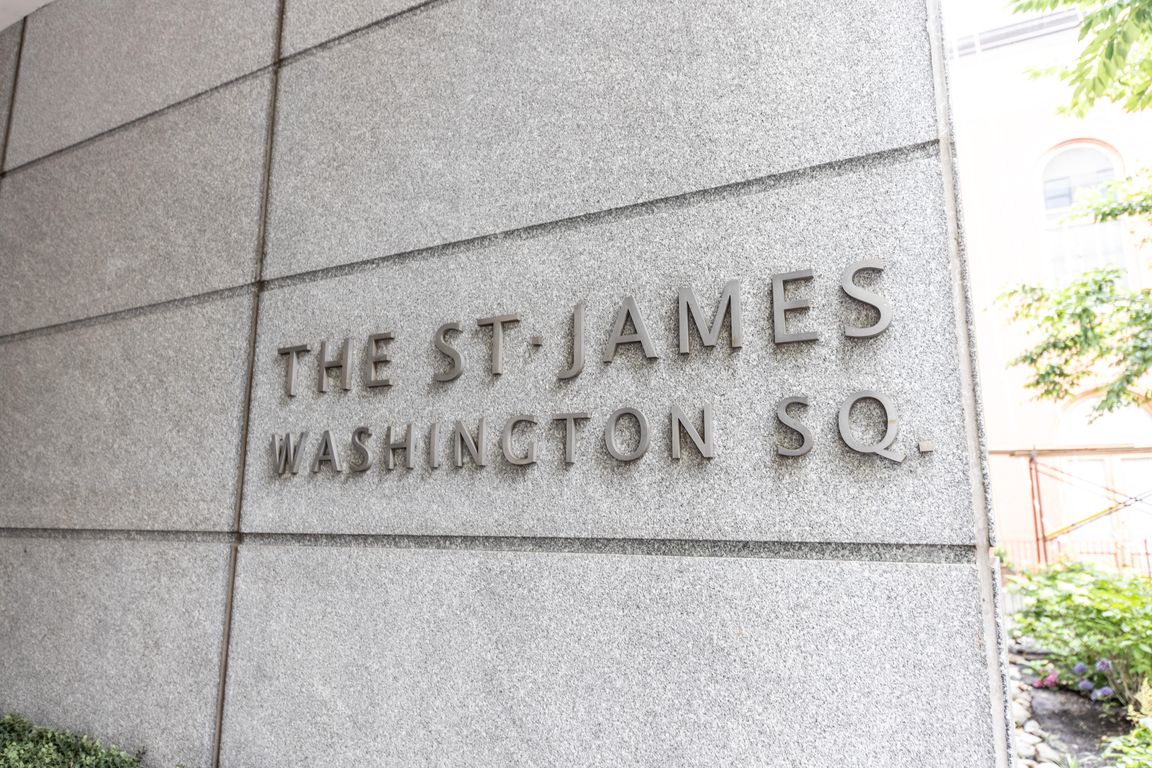 THE ST·JAMES
WASHINGTON SQ.